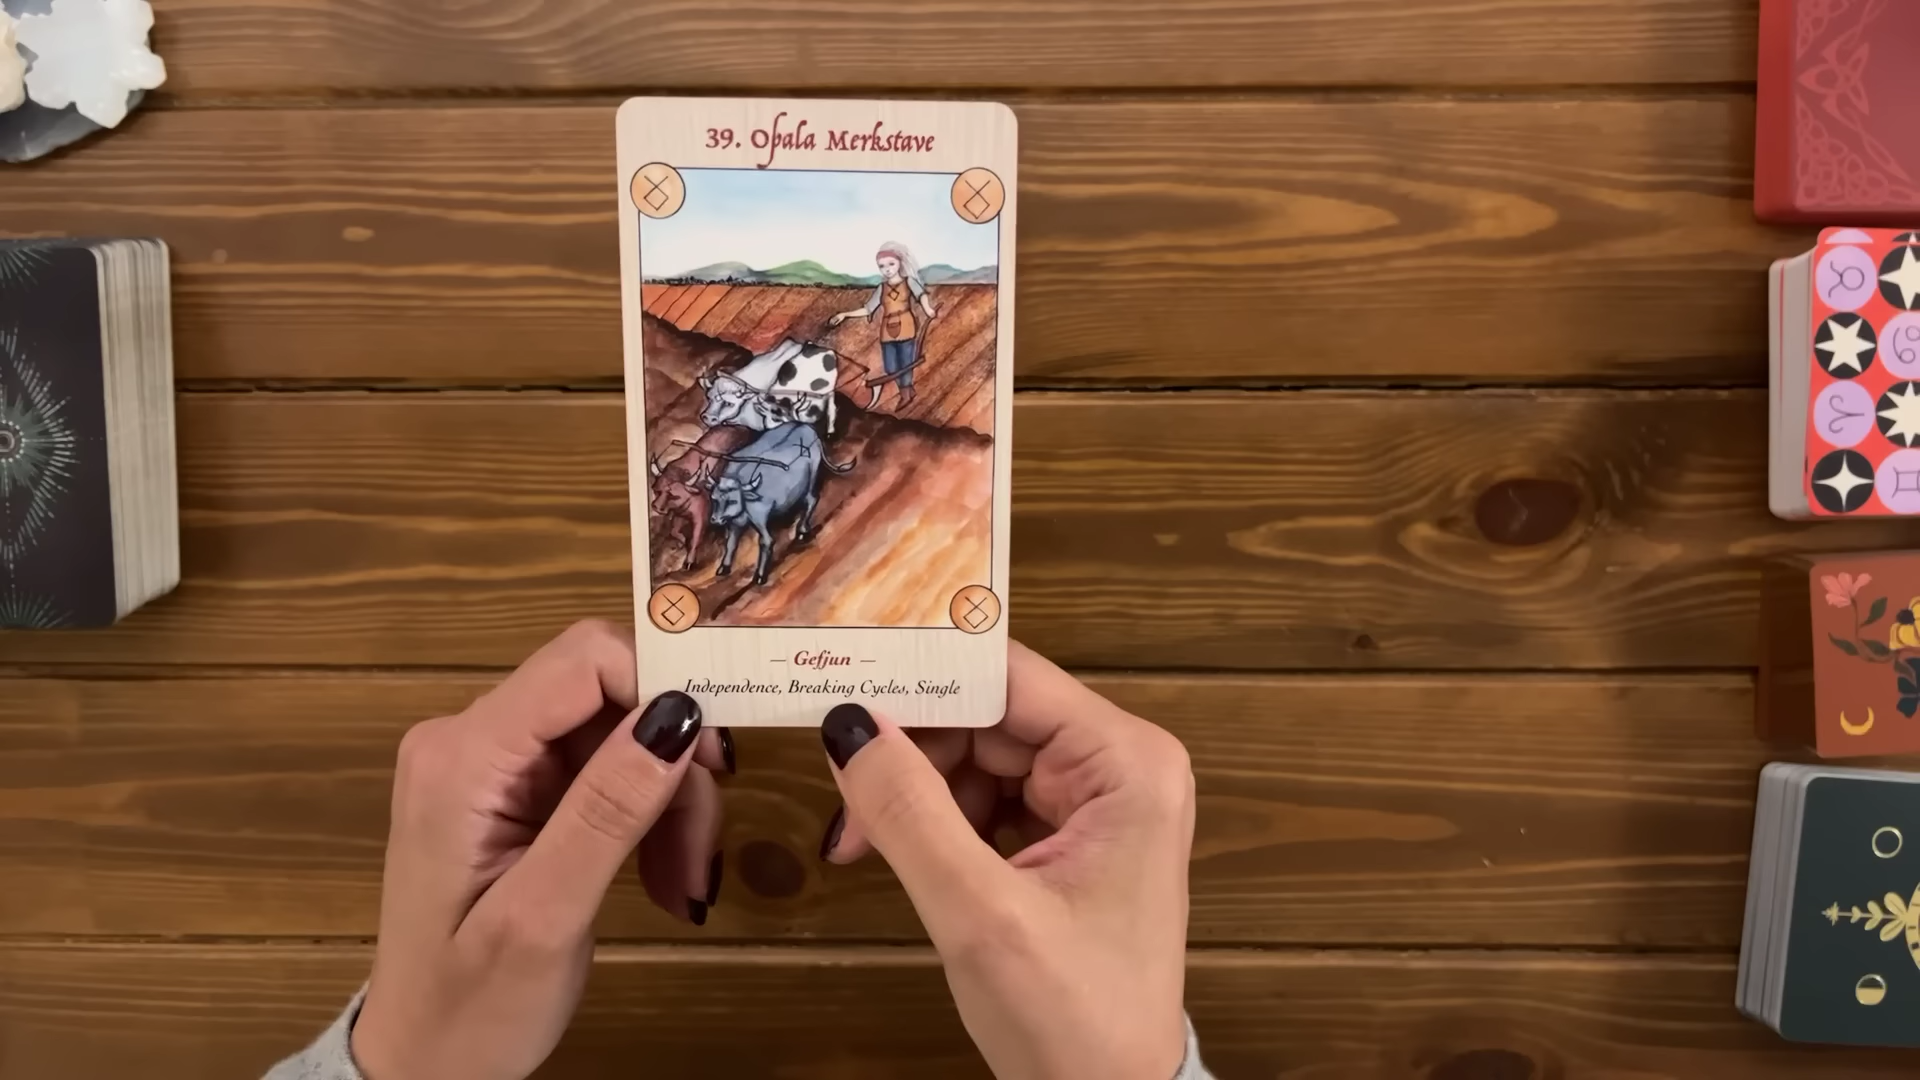 39. Oþala Merkstave
— Gefjun —
Independence, Breaking Cycles, Single